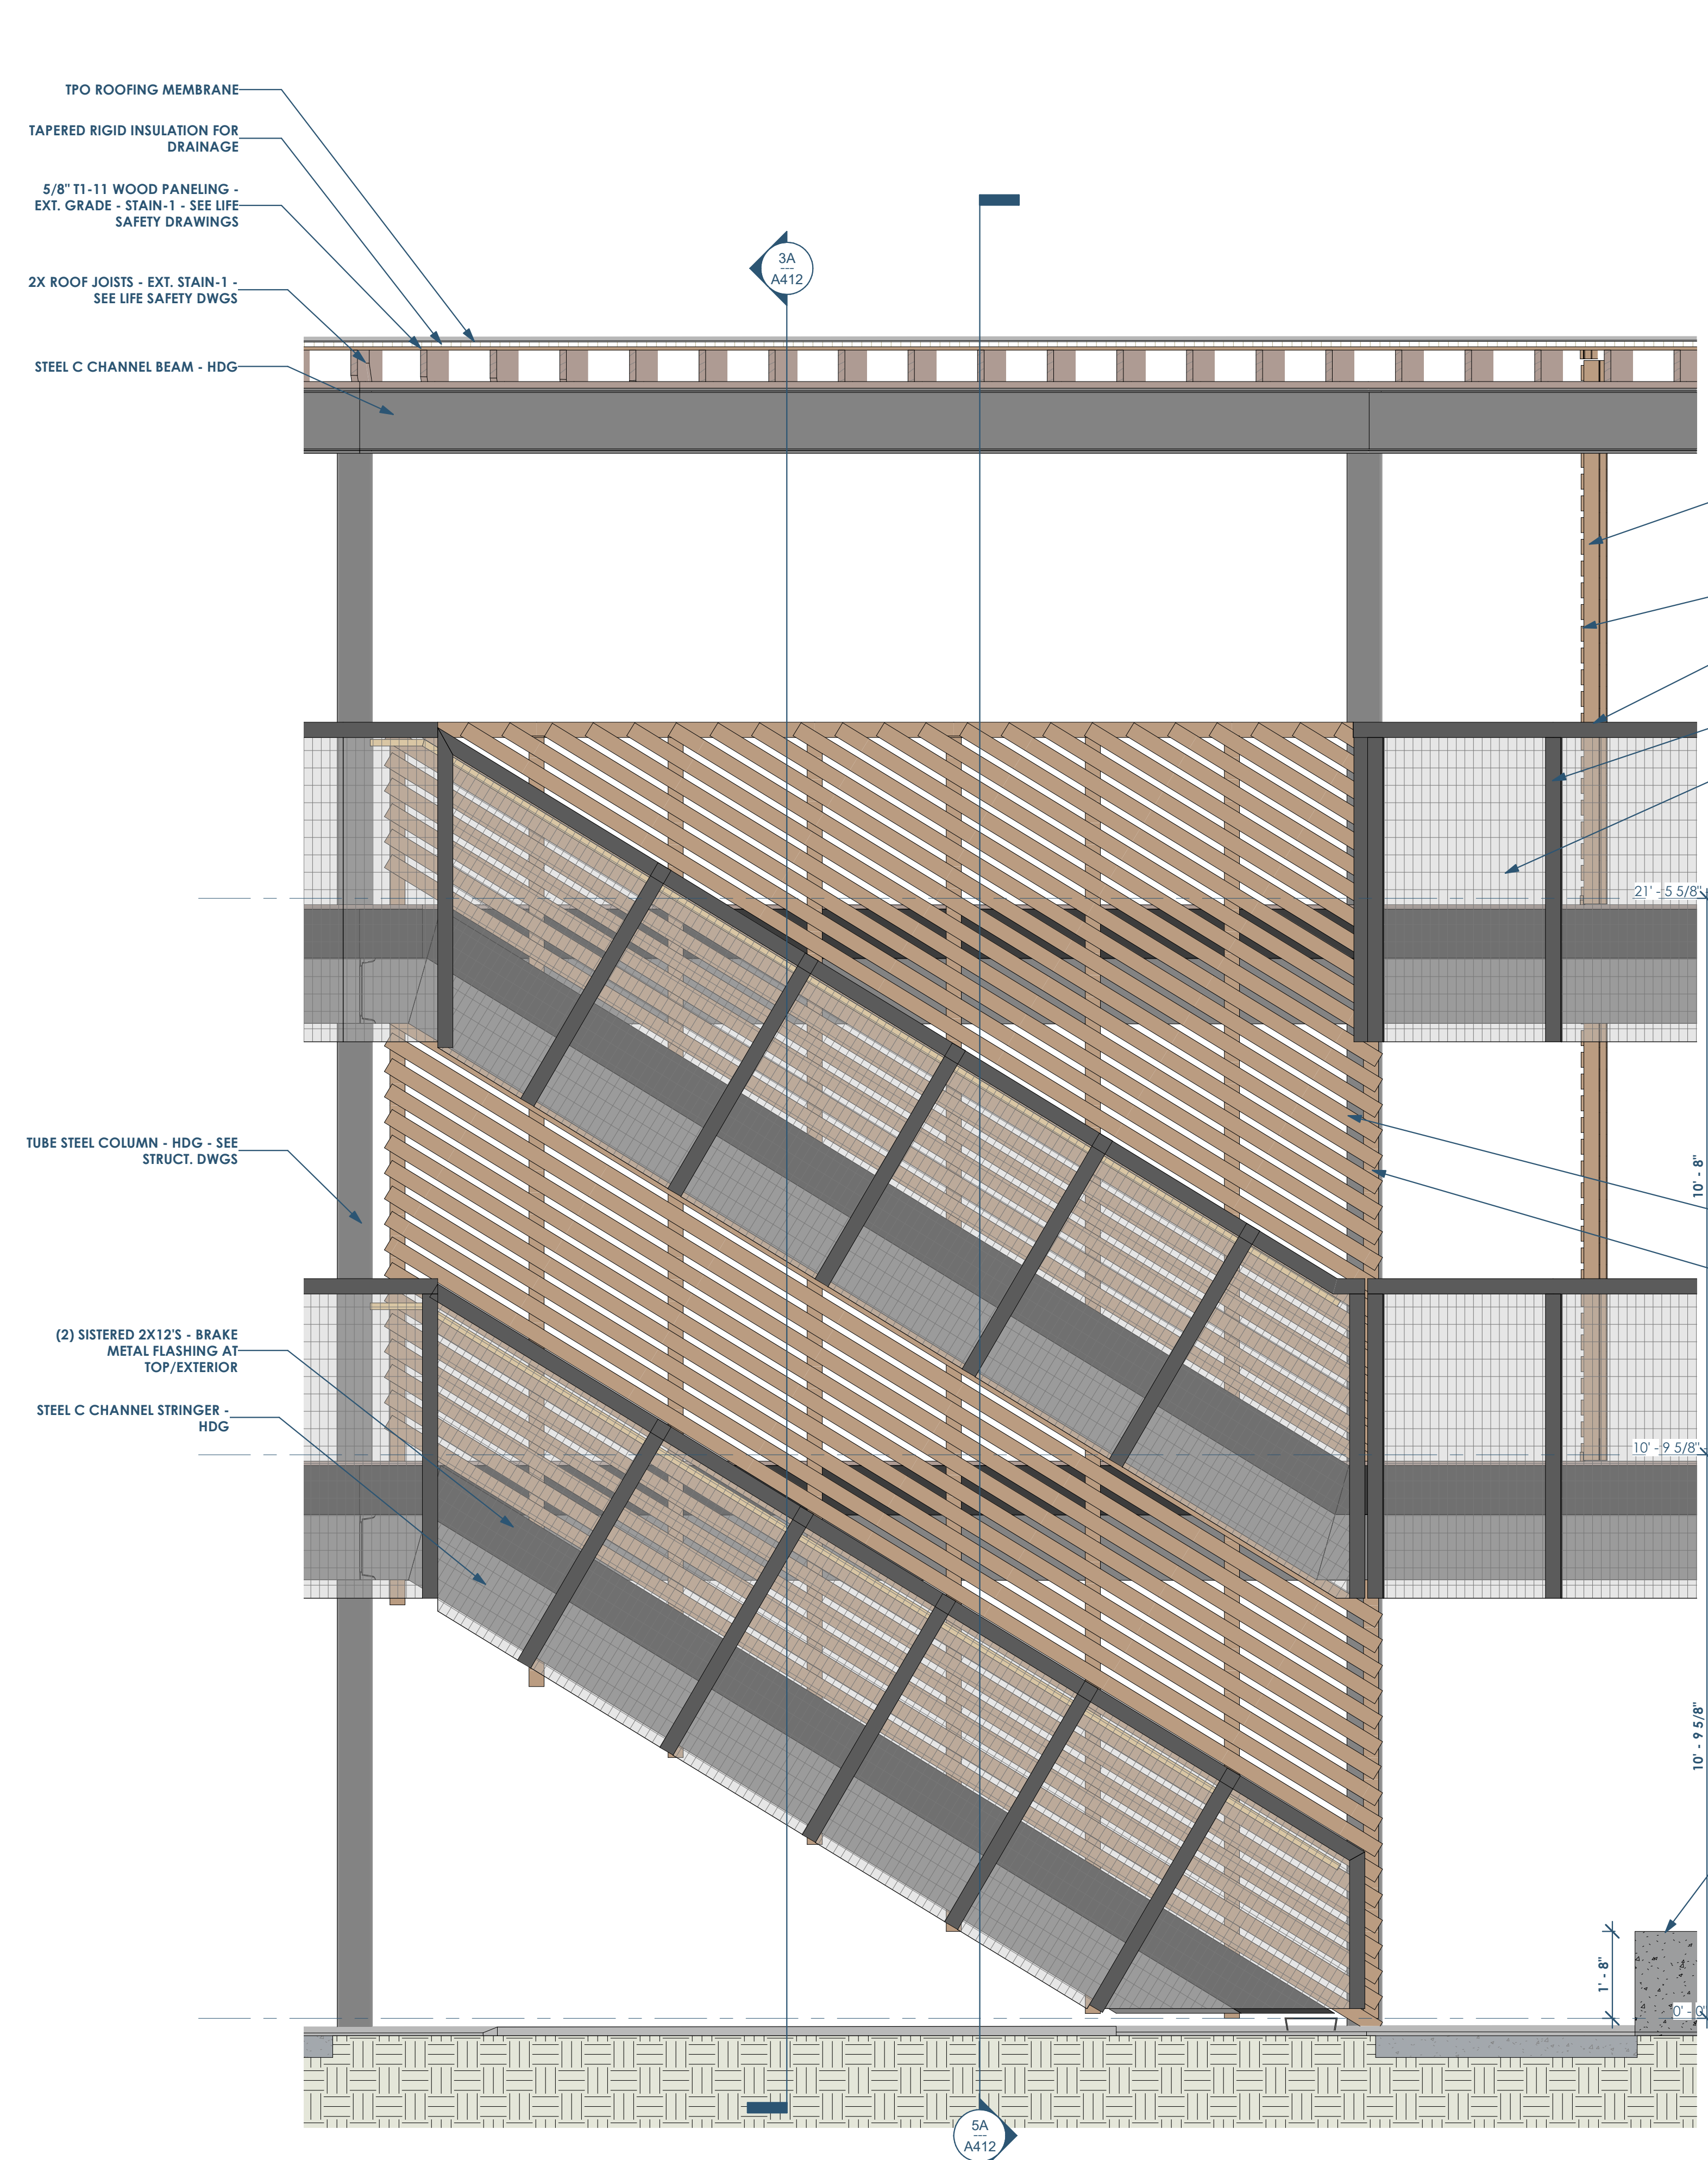 TPO ROOFING MEMBRANE
TAPERED RIGID INSULATION FOR
DRAINAGE
5/8" T1-11 WOOD PANELING -
EXT. GRADE - STAIN-1 - SEE LIFE
SAFETY DRAWINGS
3A
---
A412
2X ROOF JOISTS - EXT. STAIN-1 -
SEE LIFE SAFETY DWGS
STEEL C CHANNEL BEAM - HDG
21' - 5 5/8"
TUBE STEEL COLUMN - HDG - SEE
STRUCT. DWGS
10' - 8"
(2) SISTERED 2X12'S - BRAKE
METAL FLASHING AT
TOP/EXTERIOR
STEEL C CHANNEL STRINGER -
HDG
10' - 9 5/8"
10' - 9 5/8"
1' - 8"
0' - 0"
5A
---
A412